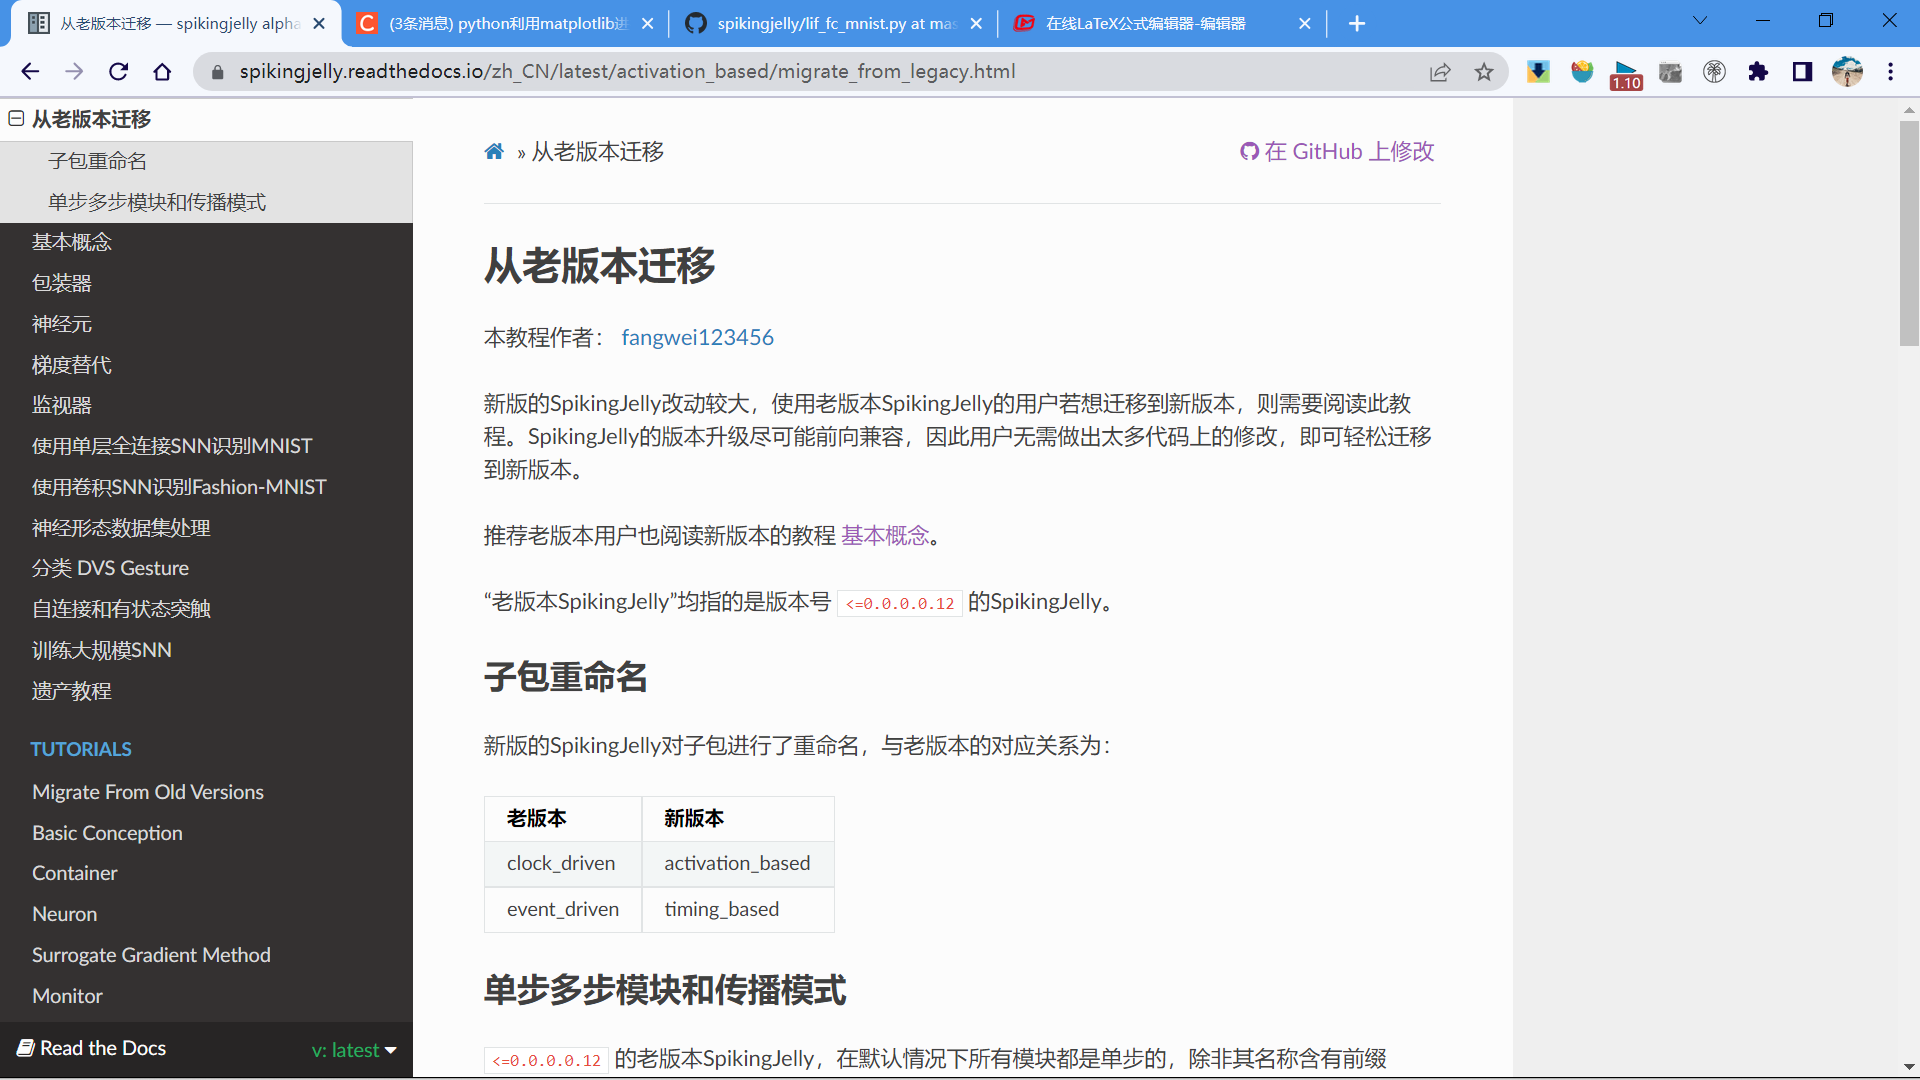 从老版本迁移 — spikingjelly alpha
(3条消息) python利用matplotlib进
spikingjelly/lif_fc_mnist.py at mas
在线LaTeX公式编辑器-编辑器
spikingjelly.readthedocs.io/zh_CN/latest/activation_based/migrate_from_legacy.html
1.10
从老版本迁移
子包重命名
单步多步模块和传播模式
基本概念
包装器
神经元
梯度替代
监视器
使用单层全连接SNN识别MNIST
使用卷积SNN识别Fashion-MNIST
神经形态数据集处理
分类 DVS Gesture
自连接和有状态突触
训练大规模SNN
遗产教程
TUTORIALS
Migrate From Old Versions
Basic Conception
Container
Neuron
Surrogate Gradient Method
Monitor
Read the Docs
v: latest
» 从老版本迁移
在 GitHub 上修改
从老版本迁移
本教程作者： fangwei123456
新版的SpikingJelly改动较大，使用老版本SpikingJelly的用户若想迁移到新版本，则需要阅读此教
程。SpikingJelly的版本升级尽可能前向兼容，因此用户无需做出太多代码上的修改，即可轻松迁移
到新版本。
推荐老版本用户也阅读新版本的教程 基本概念。
“老版本SpikingJelly”均指的是版本号 <=0.0.0.0.12 的SpikingJelly。
子包重命名
新版的SpikingJelly对子包进行了重命名，与老版本的对应关系为：
老版本 新版本
clock_driven activation_based
event_driven timing_based
单步多步模块和传播模式
<=0.0.0.0.12 的老版本SpikingJelly，在默认情况下所有模块都是单步的，除非其名称含有前缀